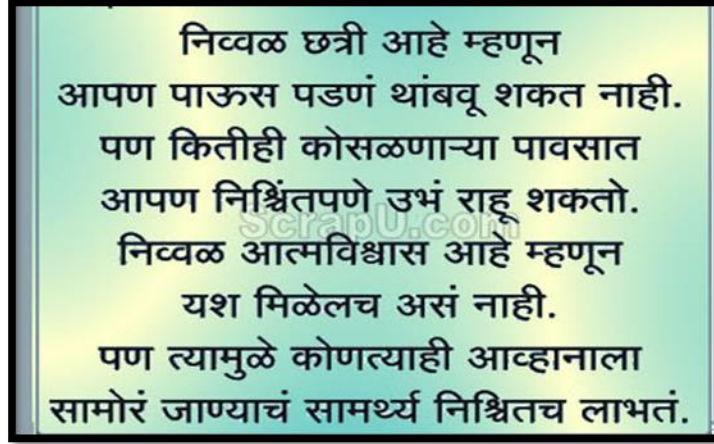 निव्वळ छत्री आहे म्हणून
आपण पाऊस पडणं थांबवू शकत नाही.
पण कितीही कोसळणाऱ्या पावसात
आपण निश्चिंतपणे उभं राहू शकतो.
ScrapU.com
निव्वळ आत्मविश्वास आहे म्हणून
यश मिळेलच असं नाही.
पण त्यामुळे कोणत्याही आव्हानाला
सामोरं जाण्याचं सामर्थ्य निश्चितच लाभतं.